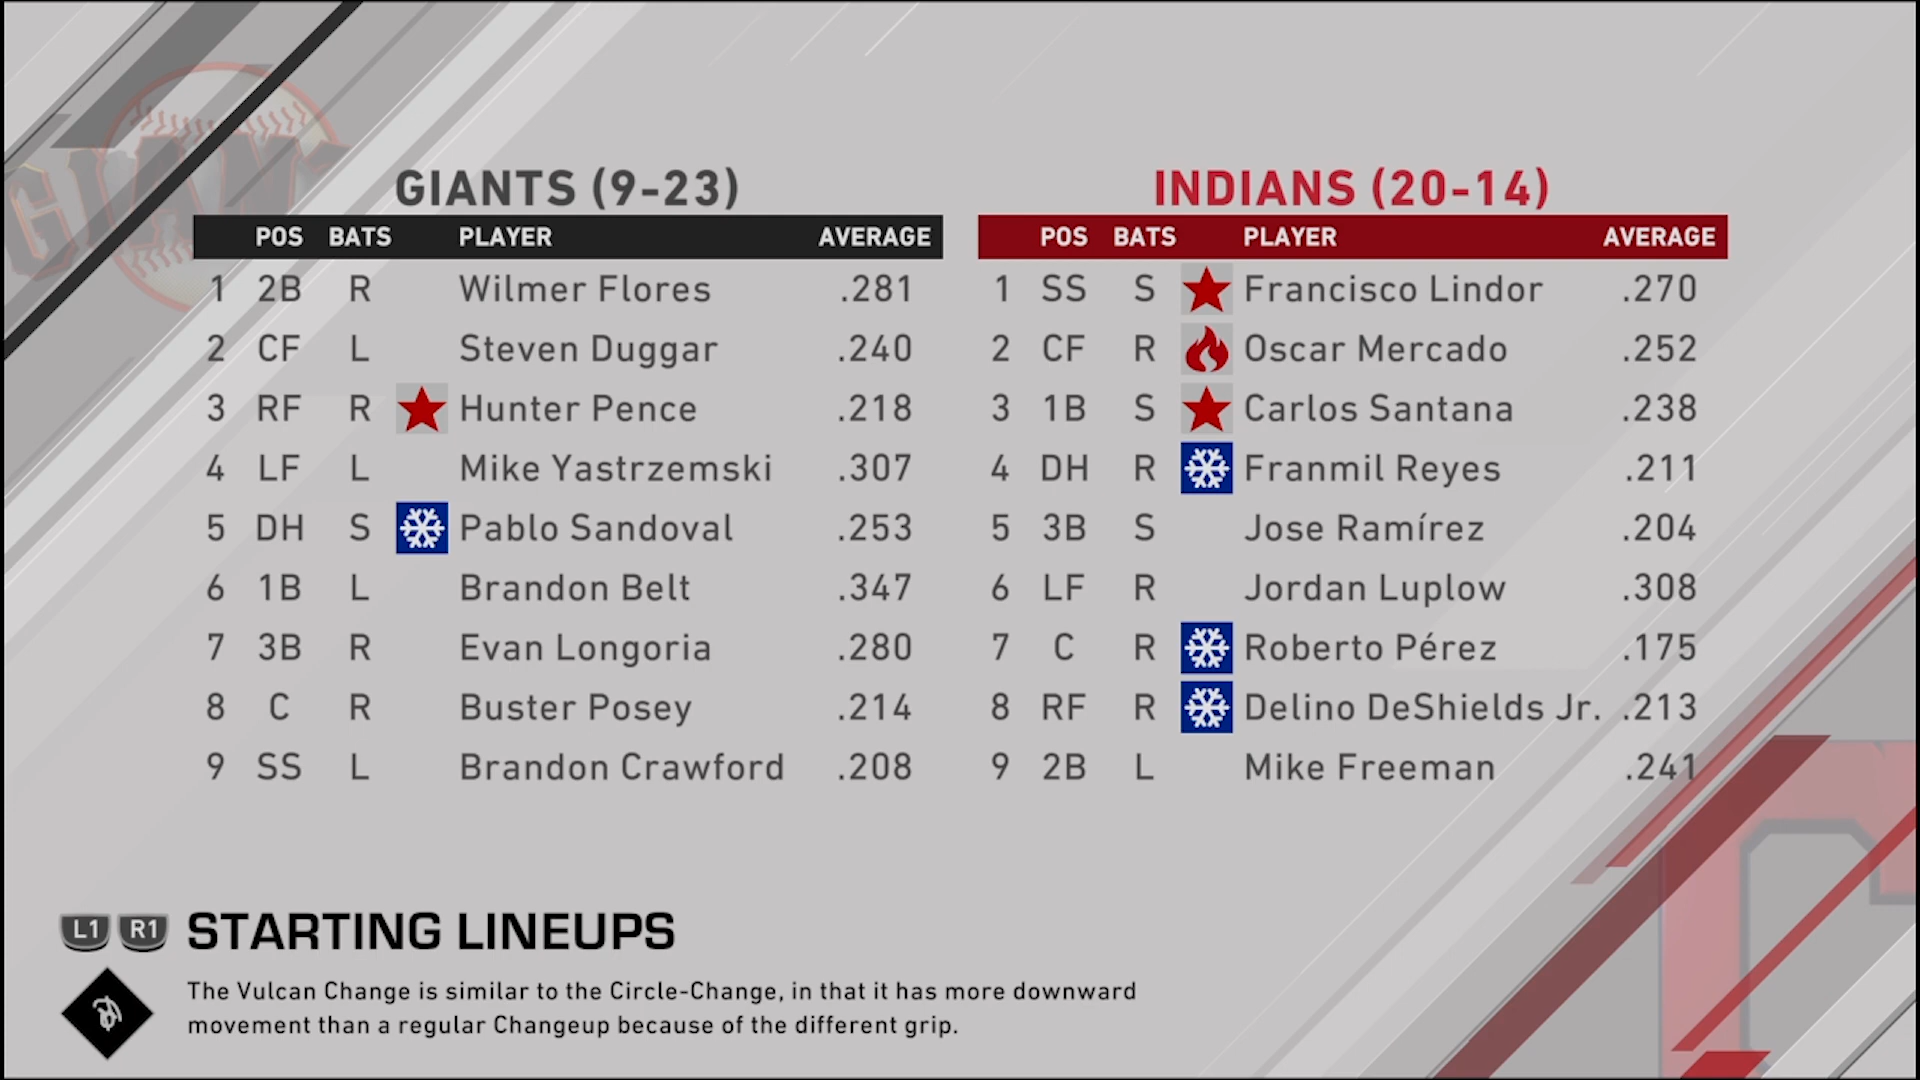 GIANTS
GIANTS (9-23)
POS BATS PLAYER AVERAGE
1 2B R Wilmer Flores .281
2 CF L Steven Duggar .240
3 RF R Hunter Pence .218
4 LF L Mike Yastrzemski .307
5 DH S Pablo Sandoval .253
6 1B L Brandon Belt .347
7 3B R Evan Longoria .280
8 C R Buster Posey .214
9 SS L Brandon Crawford .208
INDIANS (20-14)
POS BATS PLAYER AVERAGE
1 SS S Francisco Lindor .270
2 CF R Oscar Mercado .252
3 1B S Carlos Santana .238
4 DH R Franmil Reyes .211
5 3B S Jose Ramírez .204
6 LF R Jordan Luplow .308
7 C R Roberto Pérez .175
8 RF R Delino DeShields Jr. .213
9 2B L Mike Freeman .241
L1 R1 STARTING LINEUPS
The Vulcan Change is similar to the Circle-Change, in that it has more downward
movement than a regular Changeup because of the different grip.